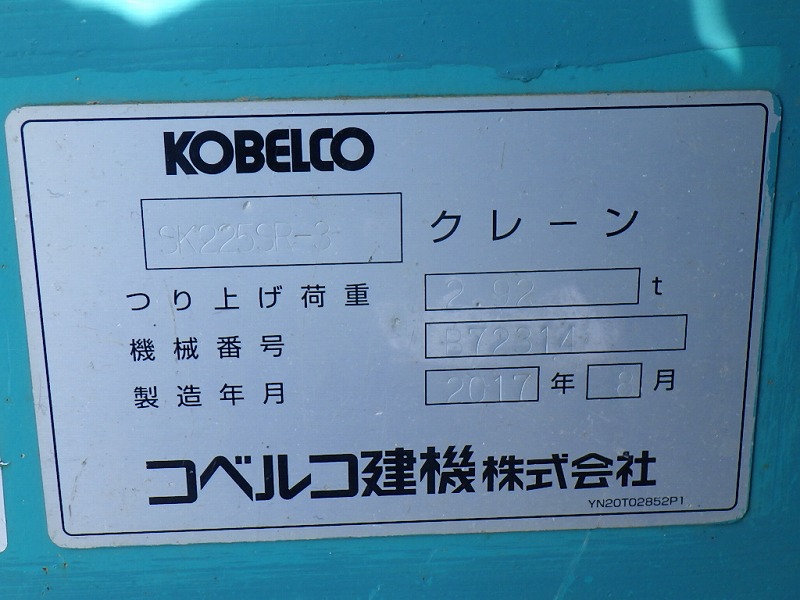 KOBELCO
SK225SR-3 クレーン
つり上げ荷重 2.92 t
機械番号 B72314
製造年月 2017 年 8 月
コベルコ建機株式会社
YN20T02852P1